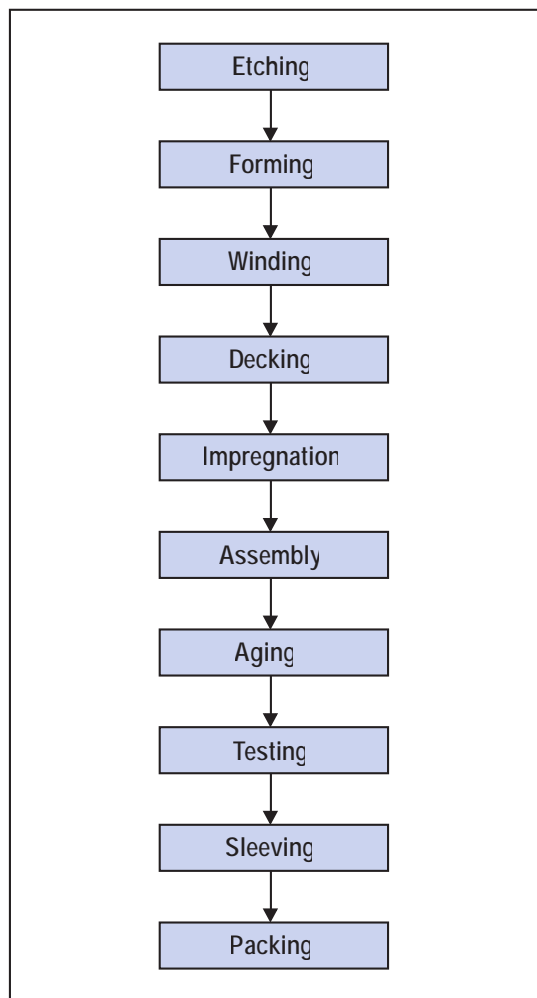 Etching
Forming
Winding
Decking
Impregnation
Assembly
Aging
Testing
Sleeving
Packing